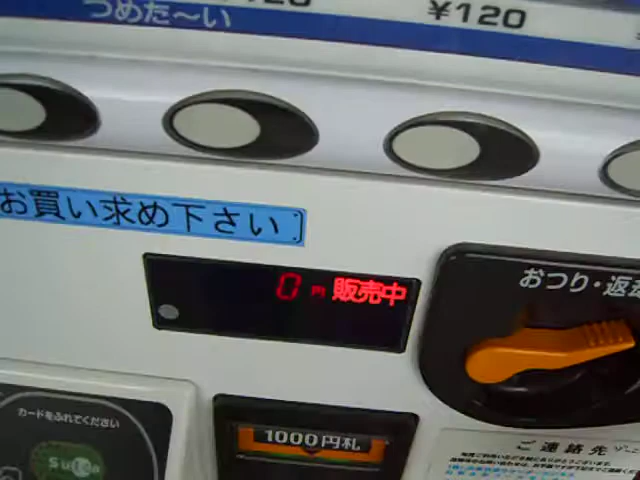 つめた〜い
120
¥120
お買い求め下さい
0 販売中
おつり・返
カードをふれてください
Suica
1000円札
ご連絡先